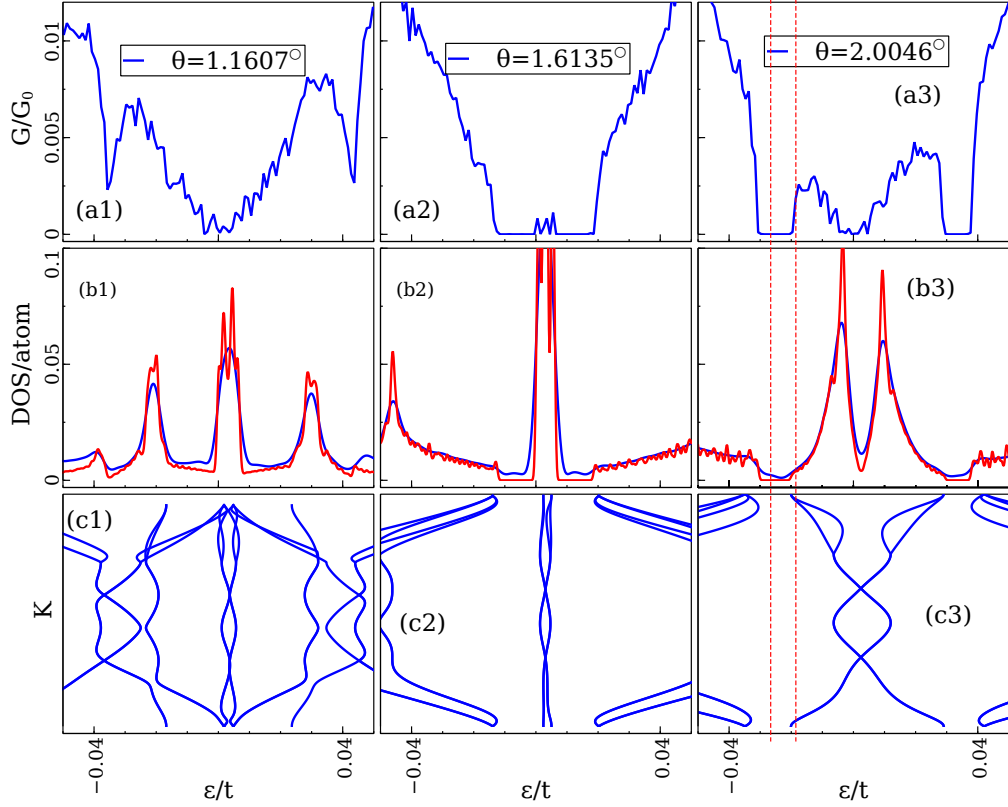 G/G₀
0.01
0.005
0
θ=1.1607°
θ=1.6135°
θ=2.0046°
(a1)
(a2)
(a3)
DOS/atom
0.1
0.05
0
(b1)
(b2)
(b3)
K
(c1)
(c2)
(c3)
−0.04
0.04
−0.04
0.04
−0.04
0.04
ε/t
ε/t
ε/t